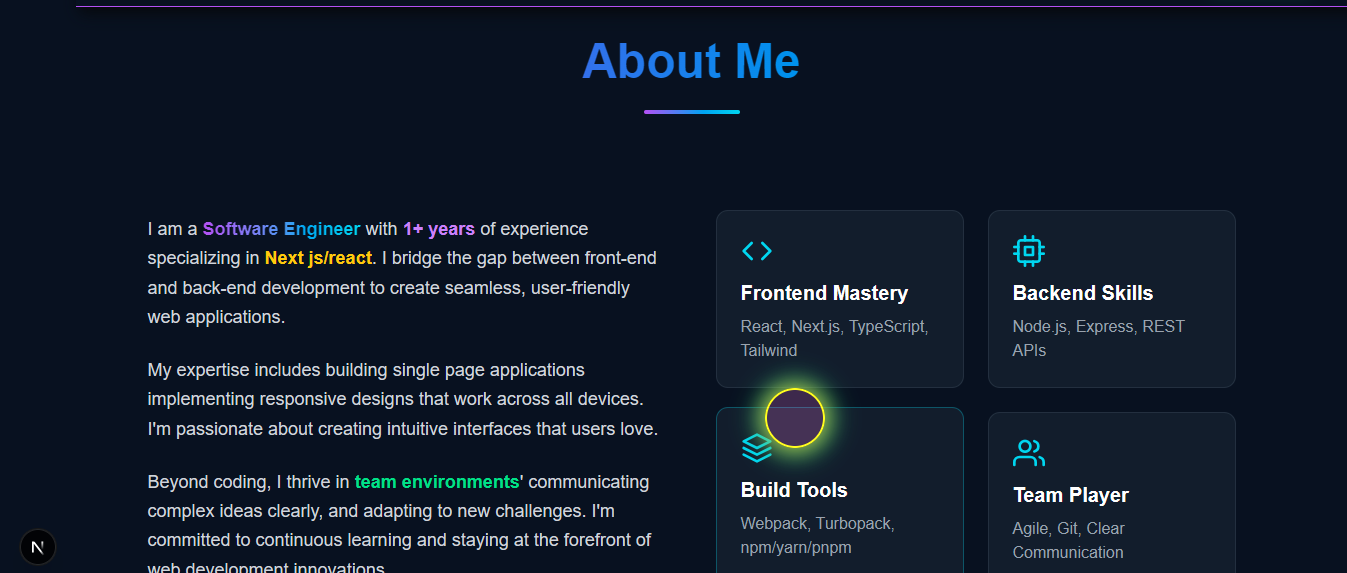 About Me
I am a Software Engineer with 1+ years of experience
specializing in Next js/react. I bridge the gap between front-end
and back-end development to create seamless, user-friendly
web applications.
My expertise includes building single page applications
implementing responsive designs that work across all devices.
I'm passionate about creating intuitive interfaces that users love.
Beyond coding, I thrive in team environments' communicating
complex ideas clearly, and adapting to new challenges. I'm
committed to continuous learning and staying at the forefront of
web development innovations.
Frontend Mastery
React, Next.js, TypeScript,
Tailwind
Backend Skills
Node.js, Express, REST
APIs
Build Tools
Webpack, Turbopack,
npm/yarn/pnpm
Team Player
Agile, Git, Clear
Communication
N